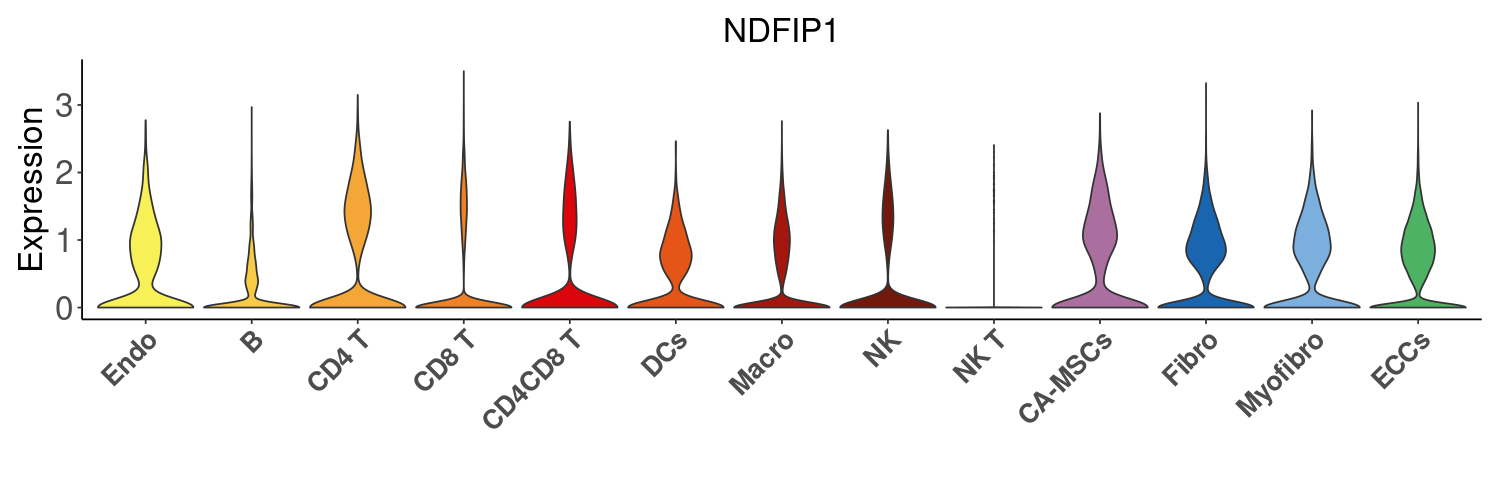 NDFIP1
Expression
3
2
1
0
Endo
B
CD4 T
CD8 T
CD4CD8 T
DCs
Macro
NK
NK T
CA-MSCs
Fibro
Myofibro
ECCs